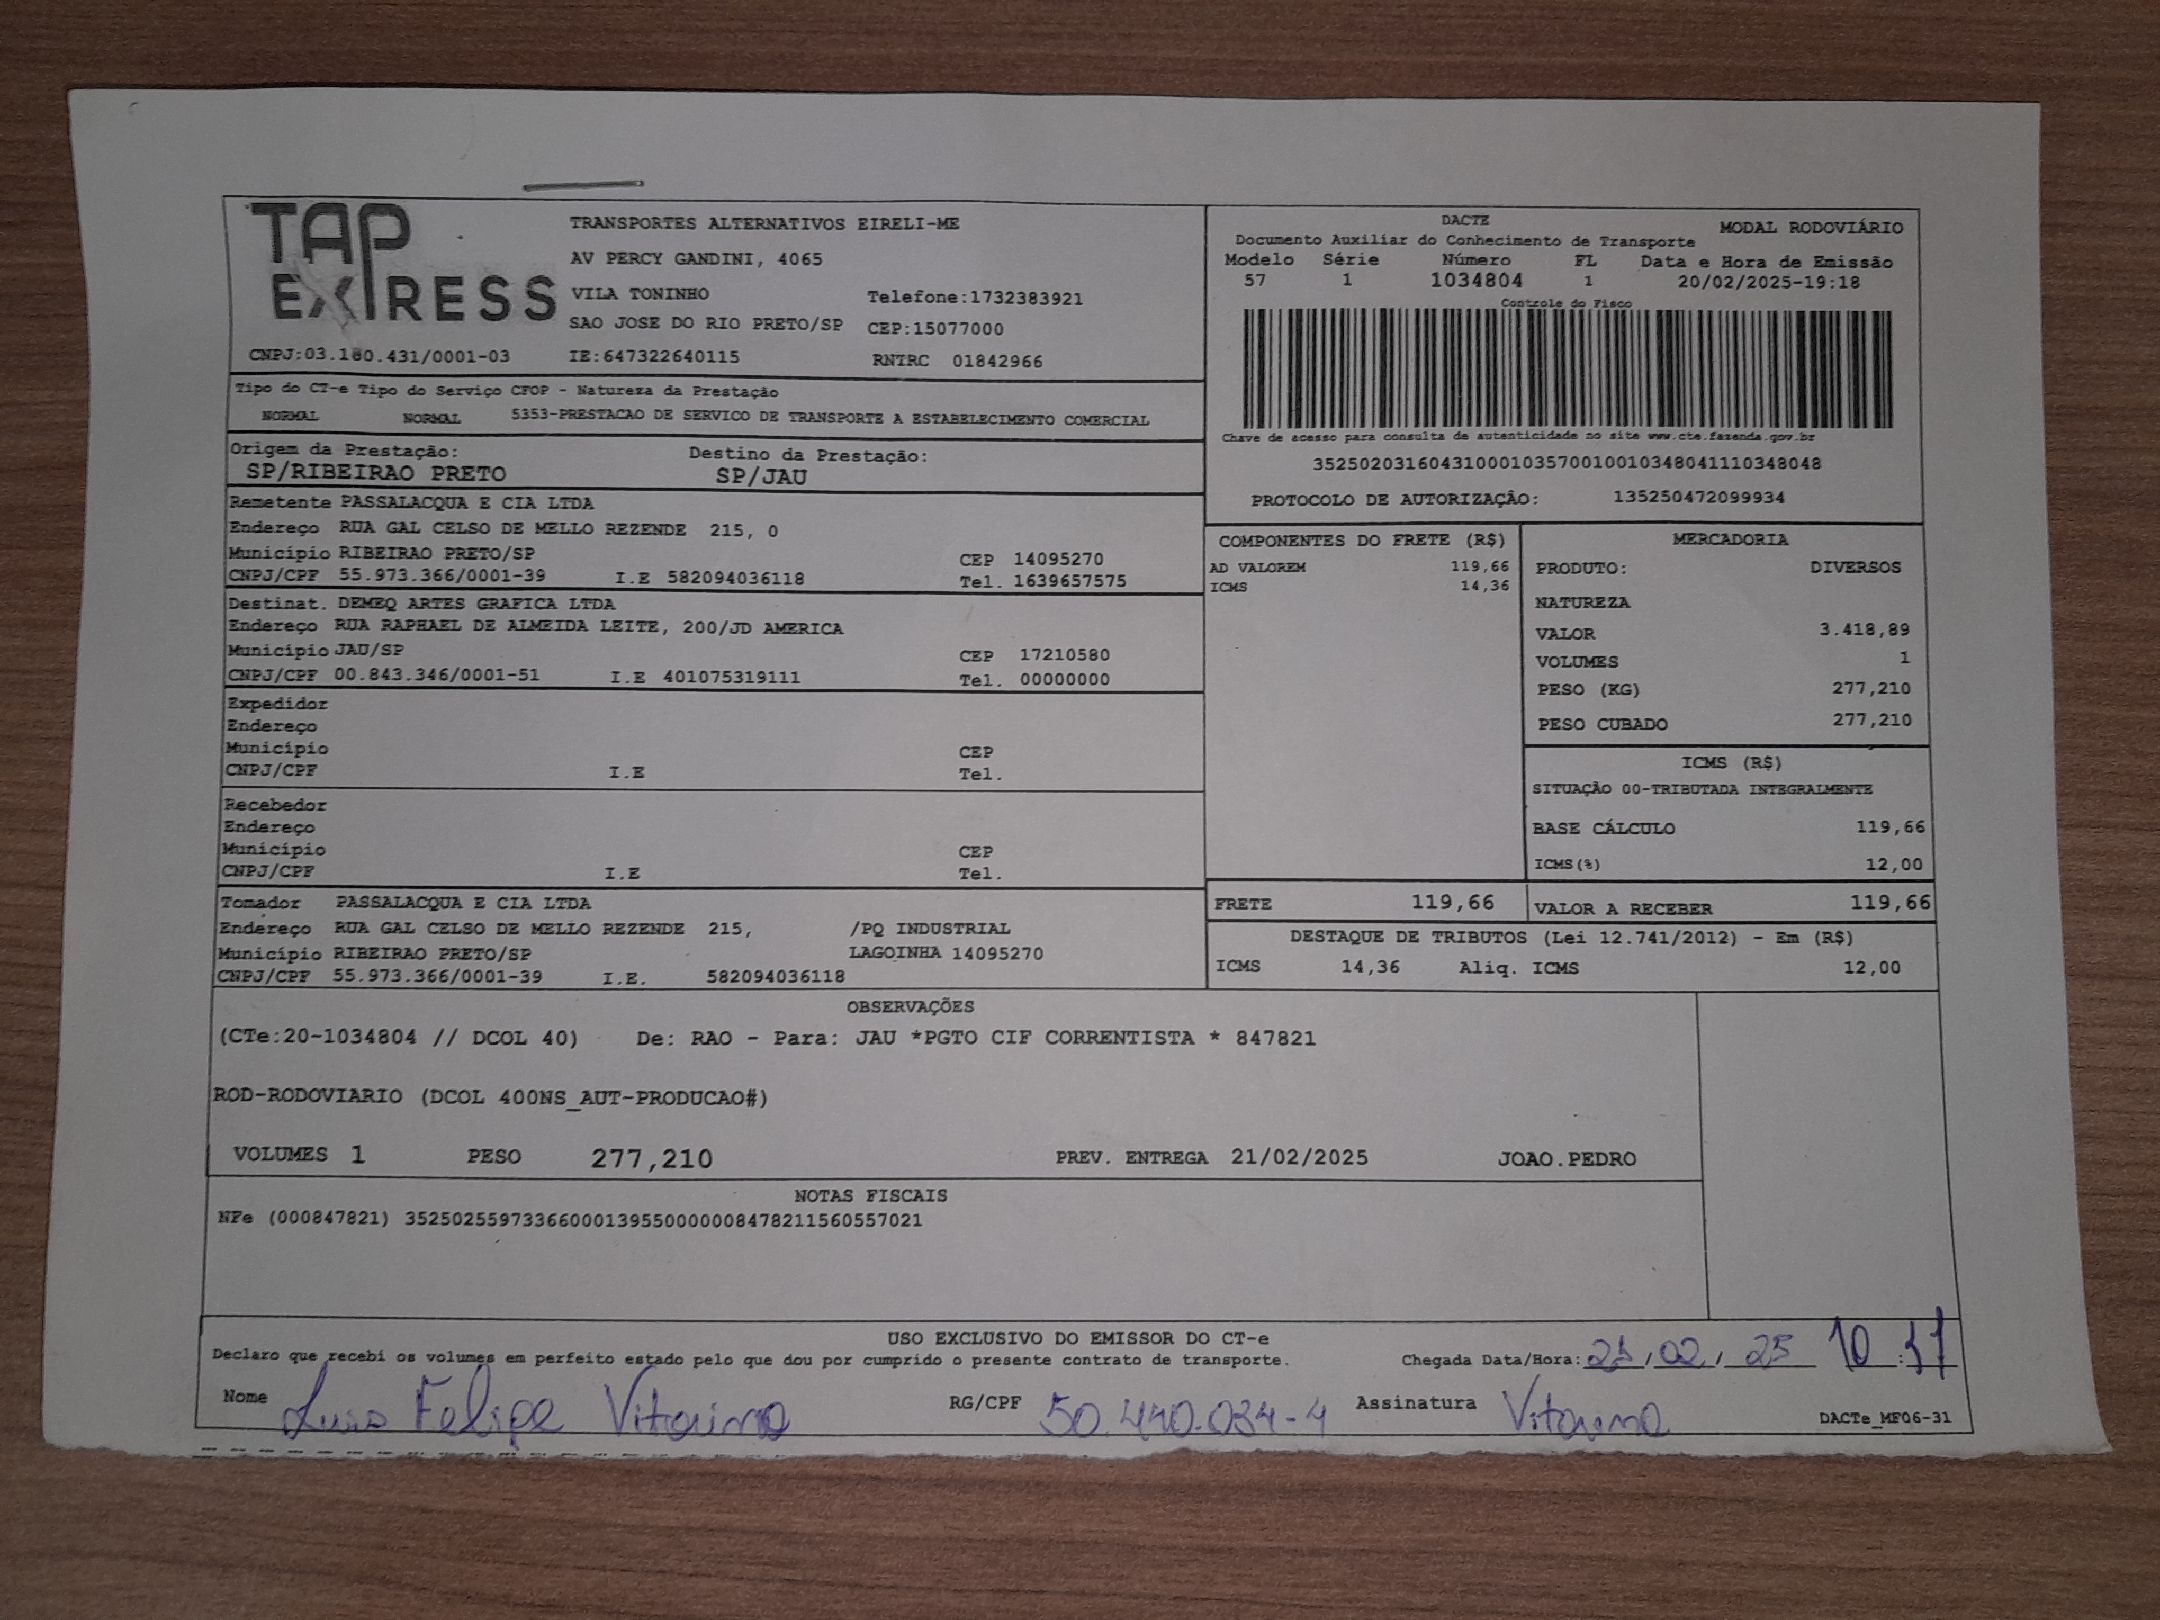 TAP EXPRESS
TRANSPORTES ALTERNATIVOS EIRELI-ME
AV PERCY GANDINI, 4065
VILA TONINHO Telefone:1732383921
SAO JOSE DO RIO PRETO/SP CEP:15077000
CNPJ:03.160.431/0001-03 IE:647322640115 RNTRC 01842966
DACTE MODAL RODOVIÁRIO
Documento Auxiliar do Conhecimento de Transporte
Modelo Série Número FL Data e Hora de Emissão
57 1 1034804 1 20/02/2025-19:18
Controle do Fisco
Chave de acesso para consulta de autenticidade no site www.cte.fazenda.gov.br
35250203160431000103570010010348041110348048
PROTOCOLO DE AUTORIZAÇÃO: 135250472099934
Tipo do CT-e Tipo do Serviço CFOP - Natureza da Prestação
NORMAL NORMAL 5353-PRESTACAO DE SERVICO DE TRANSPORTE A ESTABELECIMENTO COMERCIAL
Origem da Prestação: Destino da Prestação:
SP/RIBEIRAO PRETO SP/JAU
Remetente PASSALACQUA E CIA LTDA
Endereço RUA GAL CELSO DE MELLO REZENDE 215, 0
Município RIBEIRAO PRETO/SP CEP 14095270
CNPJ/CPF 55.973.366/0001-39 I.E 582094036118 Tel. 1639657575
Destinat. DEMEQ ARTES GRAFICA LTDA
Endereço RUA RAPHAEL DE ALMEIDA LEITE, 200/JD AMERICA
Município JAU/SP CEP 17210580
CNPJ/CPF 00.843.346/0001-51 I.E 401075319111 Tel. 00000000
Expedidor
Endereço
Município CEP
CNPJ/CPF I.E Tel.
Recebedor
Endereço
Município CEP
CNPJ/CPF I.E Tel.
Tomador PASSALACQUA E CIA LTDA
Endereço RUA GAL CELSO DE MELLO REZENDE 215, /PQ INDUSTRIAL
Município RIBEIRAO PRETO/SP LAGOINHA 14095270
CNPJ/CPF 55.973.366/0001-39 I.E. 582094036118
COMPONENTES DO FRETE (R$)
AD VALOREM 119,66
ICMS 14,36
MERCADORIA
PRODUTO: DIVERSOS
NATUREZA
VALOR 3.418,89
VOLUMES 1
PESO (KG) 277,210
PESO CUBADO 277,210
ICMS (R$)
SITUAÇÃO 00-TRIBUTADA INTEGRALMENTE
BASE CÁLCULO 119,66
ICMS(%) 12,00
FRETE 119,66 VALOR A RECEBER 119,66
DESTAQUE DE TRIBUTOS (Lei 12.741/2012) - Em (R$)
ICMS 14,36 Aliq. ICMS 12,00
OBSERVAÇÕES
(CTe:20-1034804 // DCOL 40) De: RAO - Para: JAU *PGTO CIF CORRENTISTA * 847821
ROD-RODOVIARIO (DCOL 400NS_AUT-PRODUCAO#)
VOLUMES 1 PESO 277,210 PREV. ENTREGA 21/02/2025 JOAO.PEDRO
NOTAS FISCAIS
NFe (000847821) 35250255973366000139550000008478211560557021
USO EXCLUSIVO DO EMISSOR DO CT-e
Declaro que recebi os volumes em perfeito estado pelo que dou por cumprido o presente contrato de transporte. Chegada Data/Hora: 21/02/25 10:
Nome Luis Felipe Vitorino RG/CPF 50.440.034-4 Assinatura Vitorino
DACTe_MF06-31